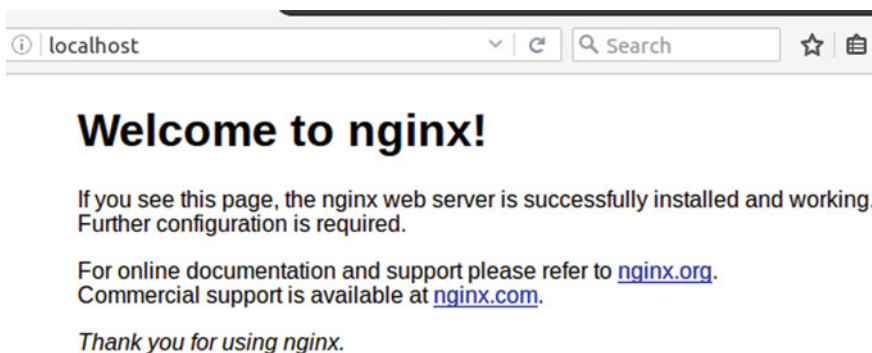 localhost
Search
Welcome to nginx!
If you see this page, the nginx web server is successfully installed and working.
Further configuration is required.
For online documentation and support please refer to nginx.org.
Commercial support is available at nginx.com.
Thank you for using nginx.